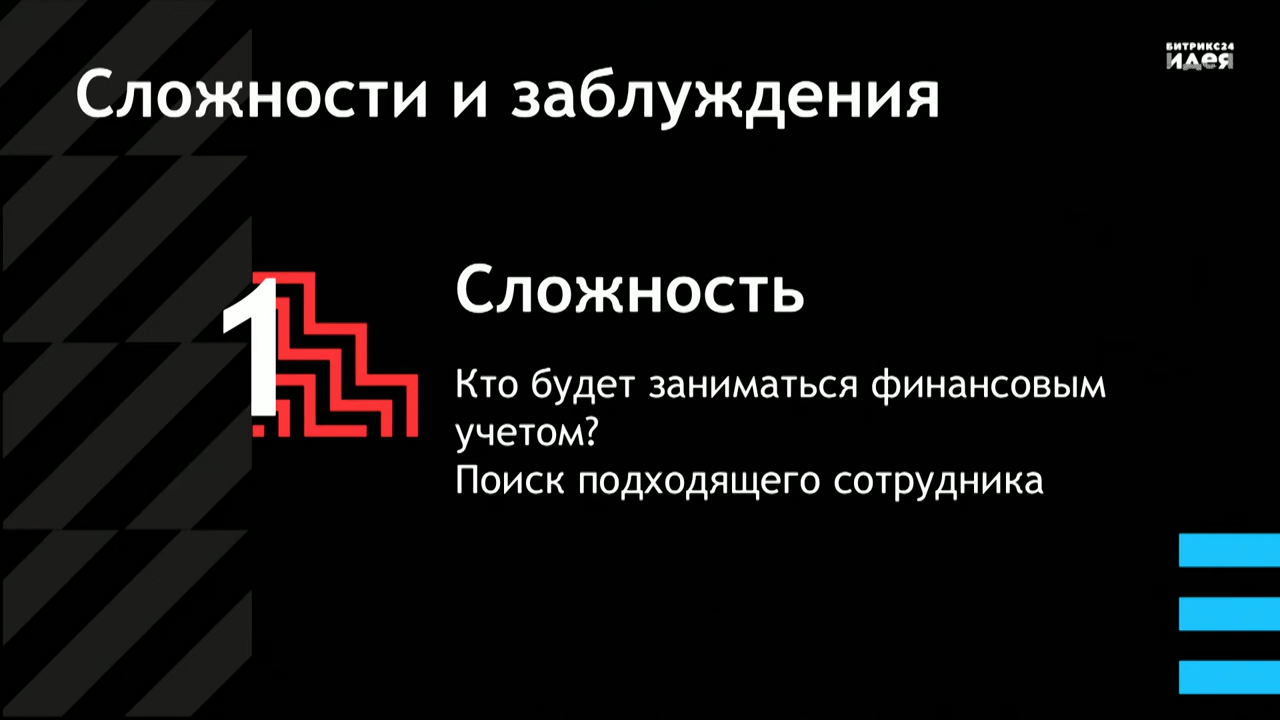 БИТРИКС24
идея
Сложности и заблуждения
1
Сложность
Кто будет заниматься финансовым
учетом?
Поиск подходящего сотрудника